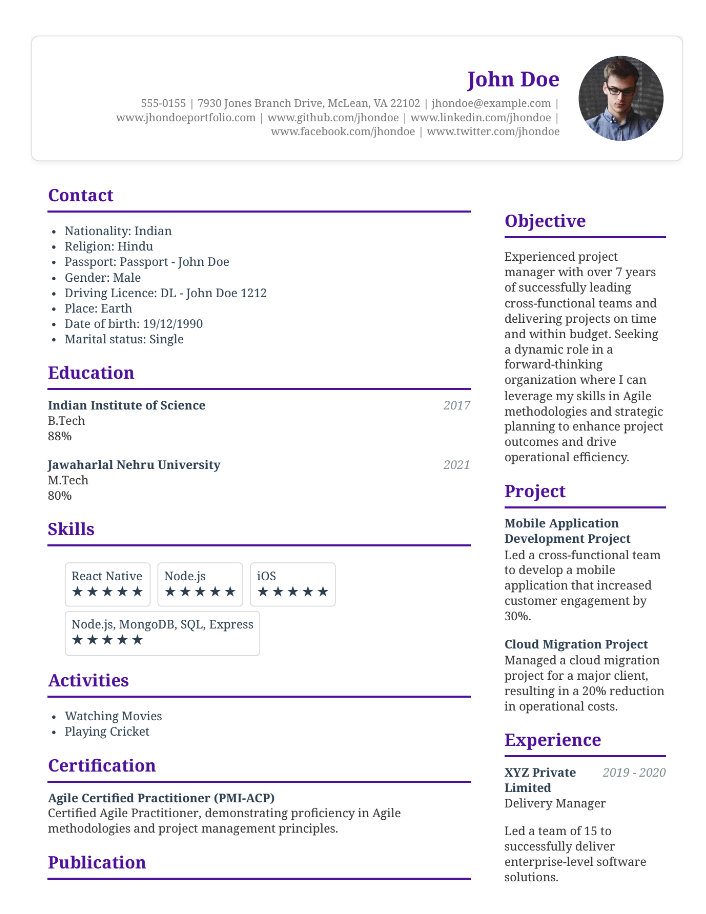 John Doe
555-0155 | 7930 Jones Branch Drive, McLean, VA 22102 | jhondoe@example.com |
www.jhondoeportfolio.com | www.github.com/jhondoe | www.linkedin.com/jhondoe |
www.facebook.com/jhondoe | www.twitter.com/jhondoe
Contact
• Nationality: Indian
• Religion: Hindu
• Passport: Passport - John Doe
• Gender: Male
• Driving Licence: DL - John Doe 1212
• Place: Earth
• Date of birth: 19/12/1990
• Marital status: Single
Education
Indian Institute of Science 2017
B.Tech
88%
Jawaharlal Nehru University 2021
M.Tech
80%
Skills
React Native Node.js iOS
★★★★★ ★★★★★ ★★★★★
Node.js, MongoDB, SQL, Express
★★★★★
Activities
• Watching Movies
• Playing Cricket
Certification
Agile Certified Practitioner (PMI-ACP)
Certified Agile Practitioner, demonstrating proficiency in Agile
methodologies and project management principles.
Publication
Objective
Experienced project
manager with over 7 years
of successfully leading
cross-functional teams and
delivering projects on time
and within budget. Seeking
a dynamic role in a
forward-thinking
organization where I can
leverage my skills in Agile
methodologies and strategic
planning to enhance project
outcomes and drive
operational efficiency.
Project
Mobile Application
Development Project
Led a cross-functional team
to develop a mobile
application that increased
customer engagement by
30%.
Cloud Migration Project
Managed a cloud migration
project for a major client,
resulting in a 20% reduction
in operational costs.
Experience
XYZ Private 2019 - 2020
Limited
Delivery Manager
Led a team of 15 to
successfully deliver
enterprise-level software
solutions.